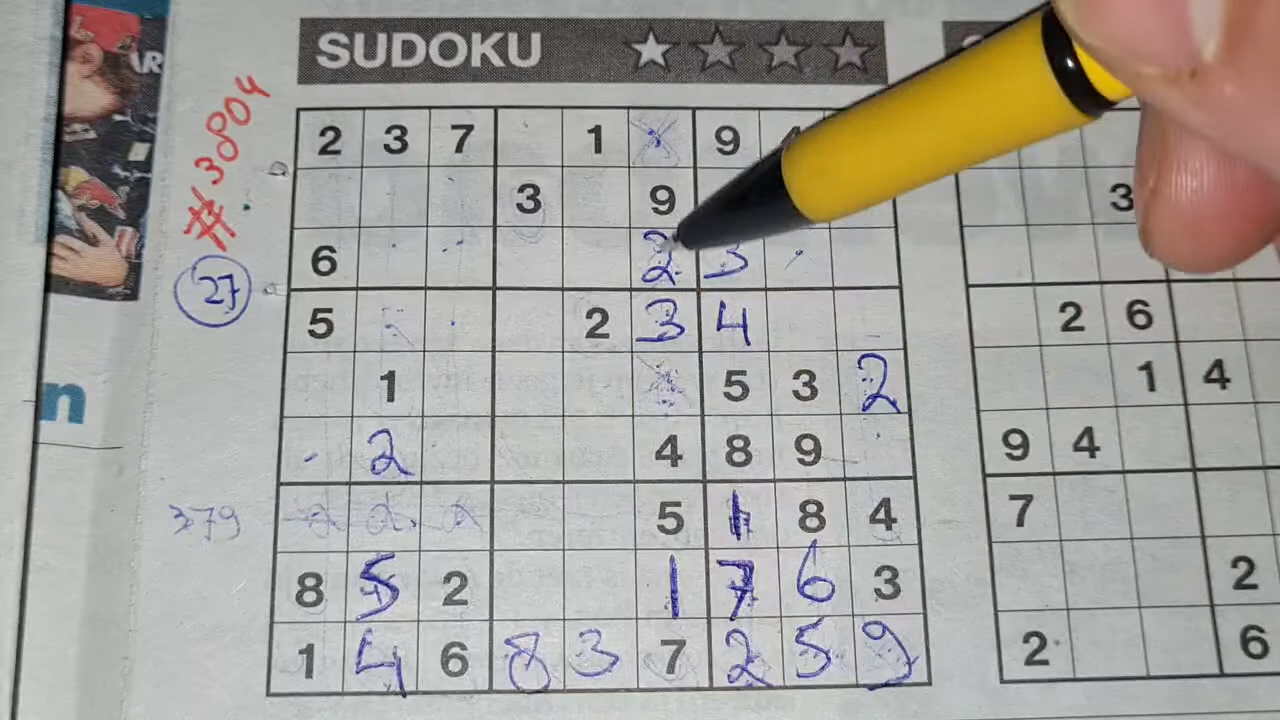 AR
SUDOKU
#3804
27
n
379
2 3 7 1 9
3 9 3
6 2 3
5 2 3 4 2 6
1 5 3 2 1 4
2 4 8 9 9 4
5 1 8 4 7
8 5 2 1 7 6 3 2
1 4 6 8 3 7 2 5 9 2 6